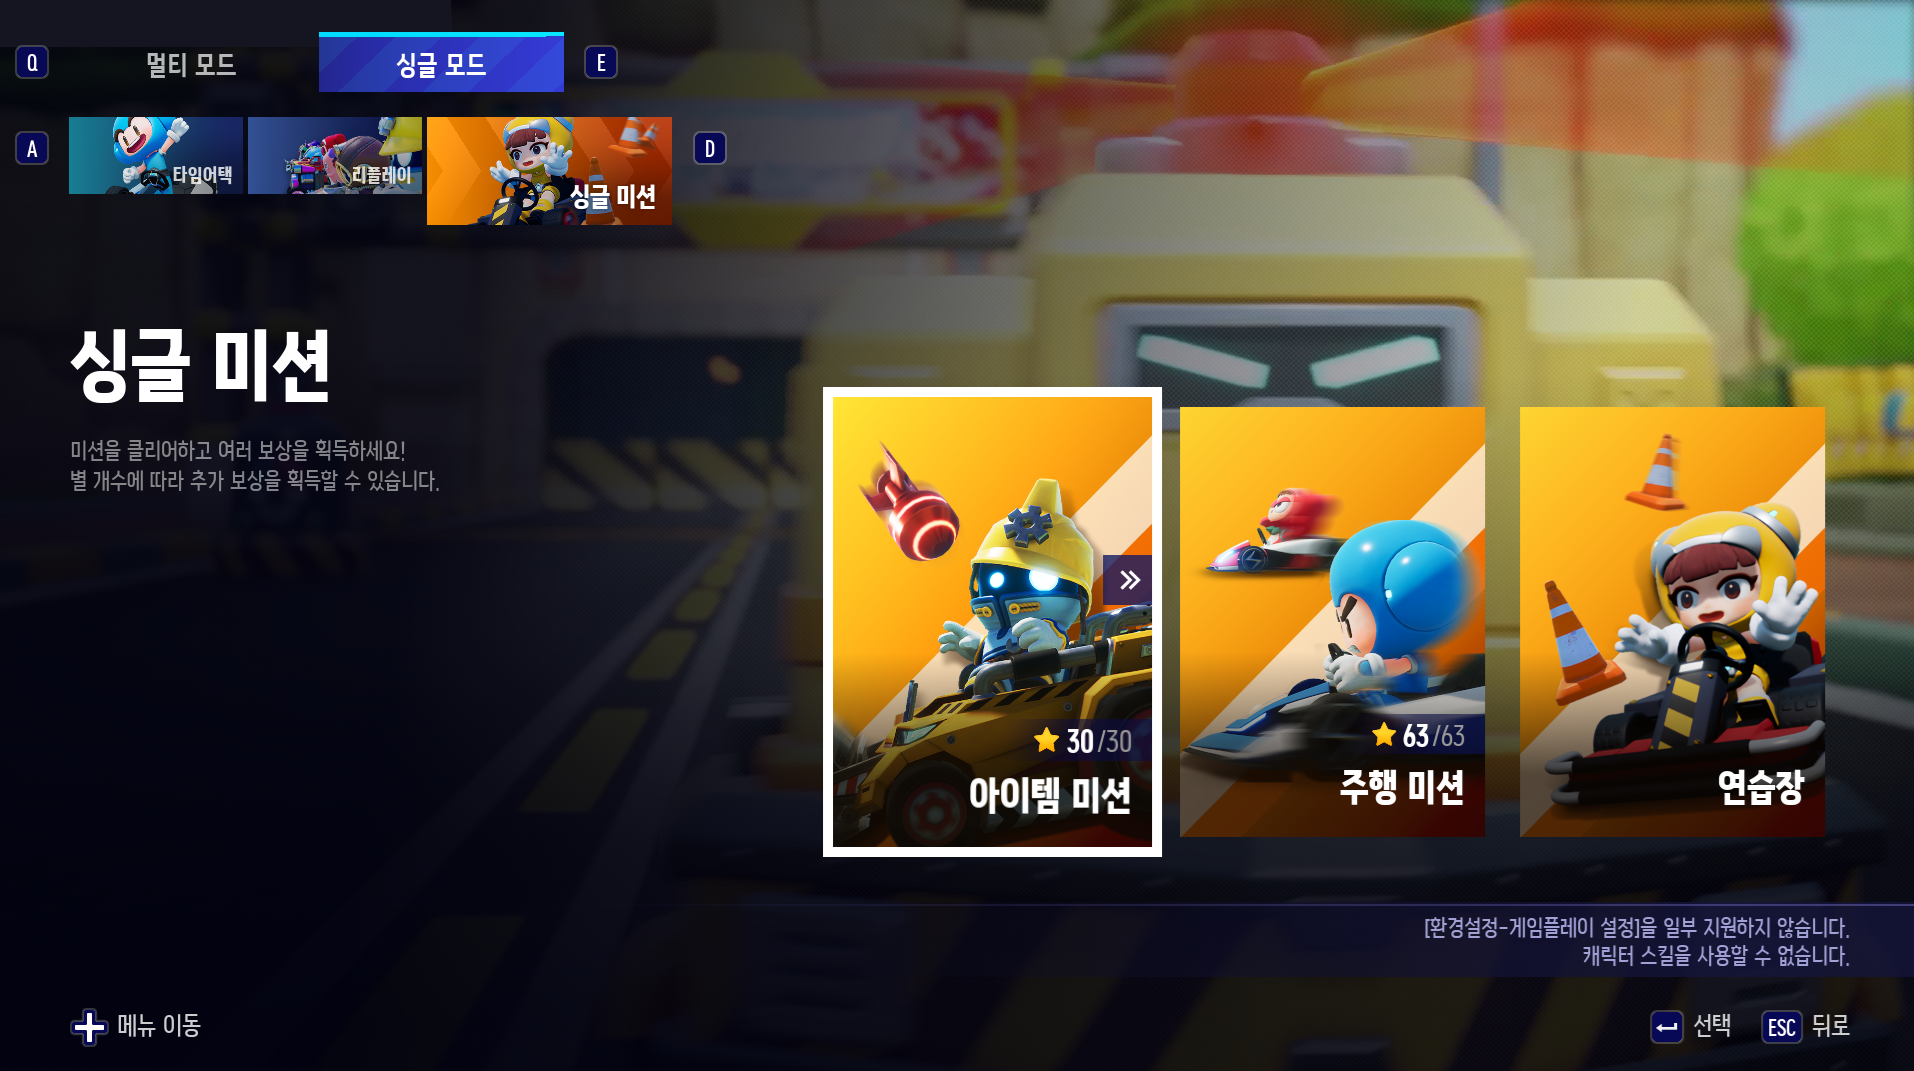 Q
멀티 모드
싱글 모드
E
A
타임어택
리플레이
싱글 미션
D
싱글 미션
미션을 클리어하고 여러 보상을 획득하세요!
별 개수에 따라 추가 보상을 획득할 수 있습니다.
30/30
아이템 미션
63/63
주행 미션
연습장
[환경설정-게임플레이 설정]을 일부 지원하지 않습니다.
캐릭터 스킬을 사용할 수 없습니다.
메뉴 이동
선택
ESC 뒤로